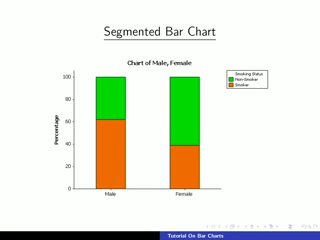 Segmented Bar Chart
Chart of Male, Female
Smoking Status
Non-Smoker
Smoker
Percentage
100
80
60
40
20
0
Male
Female
Tutorial On Bar Charts